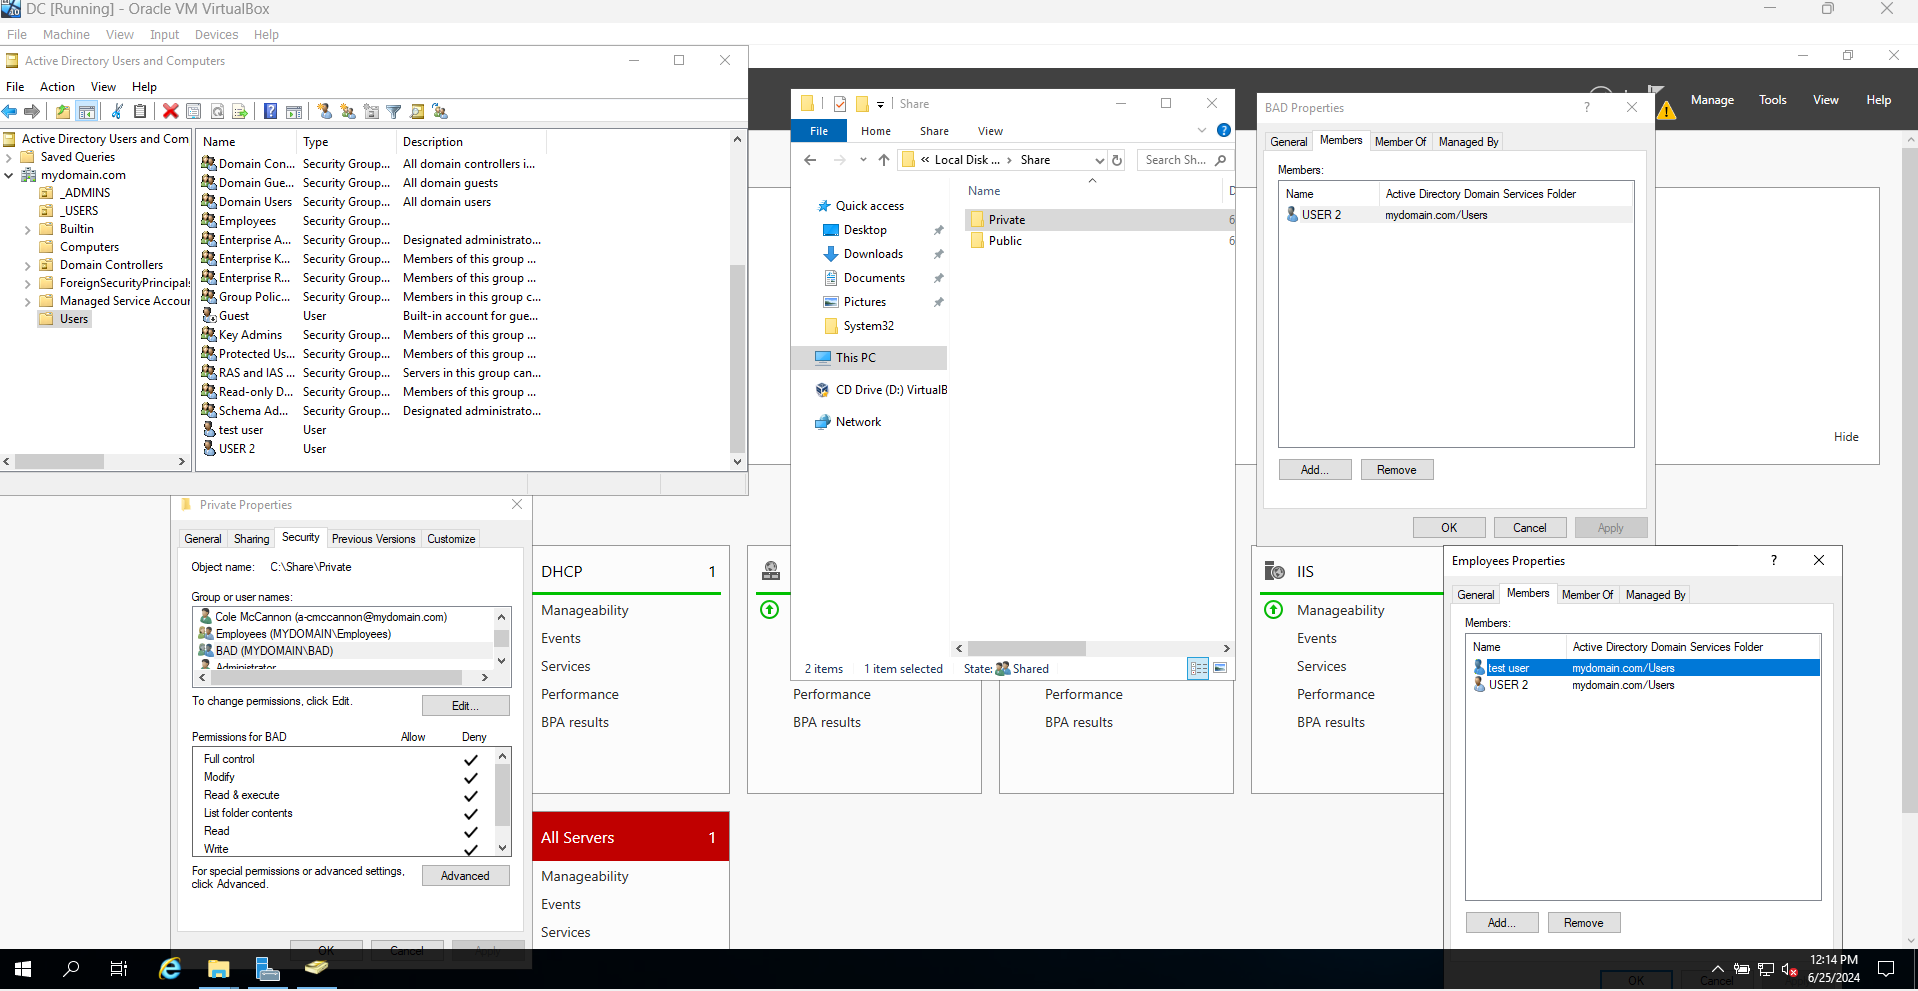 DC [Running] - Oracle VM VirtualBox
File Machine View Input Devices Help
Active Directory Users and Computers
File Action View Help
Active Directory Users and Com
Saved Queries
mydomain.com
_ADMINS
_USERS
Builtin
Computers
Domain Controllers
ForeignSecurityPrincipals
Managed Service Accour
Users
Name Type Description
Domain Con... Security Group... All domain controllers i...
Domain Gue... Security Group... All domain guests
Domain Users Security Group... All domain users
Employees Security Group...
Enterprise A... Security Group... Designated administrato...
Enterprise K... Security Group... Members of this group ...
Enterprise R... Security Group... Members of this group ...
Group Polic... Security Group... Members in this group c...
Guest User Built-in account for gue...
Key Admins Security Group... Members of this group ...
Protected Us... Security Group... Members of this group ...
RAS and IAS ... Security Group... Servers in this group can...
Read-only D... Security Group... Members of this group ...
Schema Ad... Security Group... Designated administrato...
test user User
USER 2 User
Share
File Home Share View
« Local Disk ... > Share
Search Sh...
Quick access
Desktop
Downloads
Documents
Pictures
System32
This PC
CD Drive (D:) VirtualB
Network
Name D
Private 6
Public 6
2 items 1 item selected State: Shared
Manage Tools View Help
BAD Properties
General Members Member Of Managed By
Members:
Name Active Directory Domain Services Folder
USER 2 mydomain.com/Users
Add... Remove
OK Cancel Apply
Hide
Private Properties
General Sharing Security Previous Versions Customize
Object name: C:\Share\Private
Group or user names:
Cole McCannon (a-cmccannon@mydomain.com)
Employees (MYDOMAIN\Employees)
BAD (MYDOMAIN\BAD)
Administrator
To change permissions, click Edit.
Edit...
Permissions for BAD Allow Deny
Full control
Modify
Read & execute
List folder contents
Read
Write
For special permissions or advanced settings,
click Advanced.
Advanced
OK Cancel Apply
DHCP 1
Manageability
Events
Services
Performance
BPA results
Performance
BPA results
Performance
BPA results
IIS
Manageability
Events
Services
Performance
BPA results
All Servers 1
Manageability
Events
Services
Employees Properties
General Members Member Of Managed By
Members:
Name Active Directory Domain Services Folder
test user mydomain.com/Users
USER 2 mydomain.com/Users
Add... Remove
OK Cancel
12:14 PM
6/25/2024